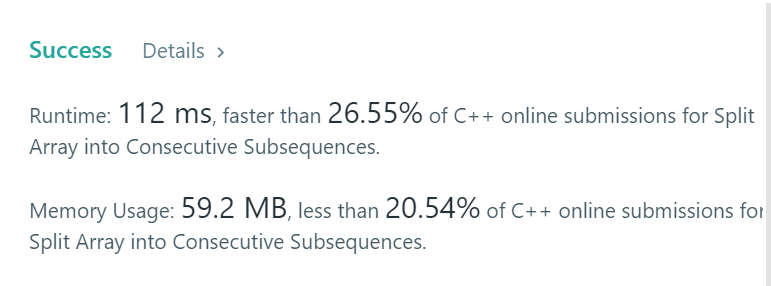 Success Details >
Runtime: 112 ms, faster than 26.55% of C++ online submissions for Split
Array into Consecutive Subsequences.
Memory Usage: 59.2 MB, less than 20.54% of C++ online submissions for
Split Array into Consecutive Subsequences.